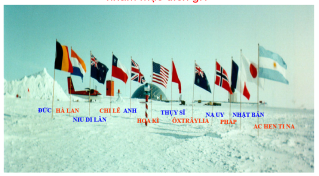 ĐỨC
HÀ LAN
NIU DI LÂN
CHI LÊ
ANH
HOA KÌ
THỤY SĨ
ÔXTRÂYLIA
NA UY
PHÁP
NHẬT BẢN
AC HEN TI NA